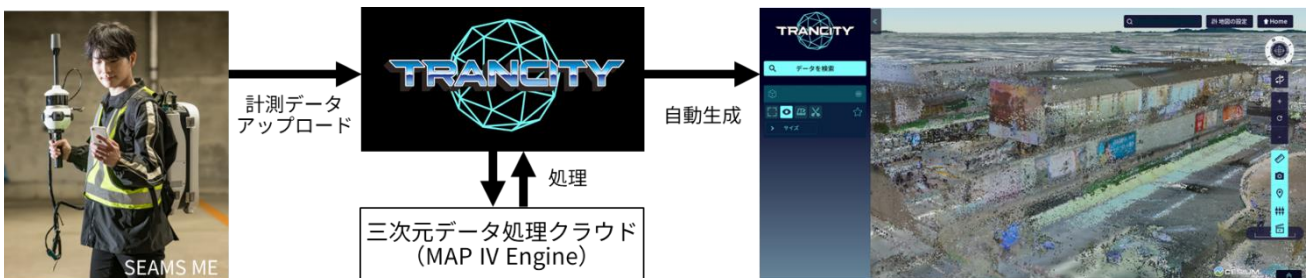 SEAMS ME
計測データ
アップロード
TRANCITY
処理
三次元データ処理クラウド
（MAP IV Engine）
自動生成
TRANCITY
データを検索
サイズ
地図の設定
Home
CESIUM